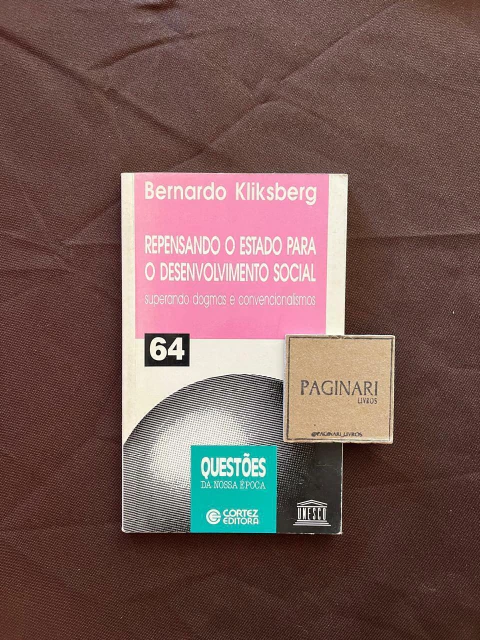 Bernardo Kliksberg
REPENSANDO O ESTADO PARA
O DESENVOLVIMENTO SOCIAL
superando dogmas e convencionalismos
64
PAGINARI
LIVROS
@PAGINARI_LIVROS
QUESTÕES
DA NOSSA ÉPOCA
CORTEZ
EDITORA
UNESCO